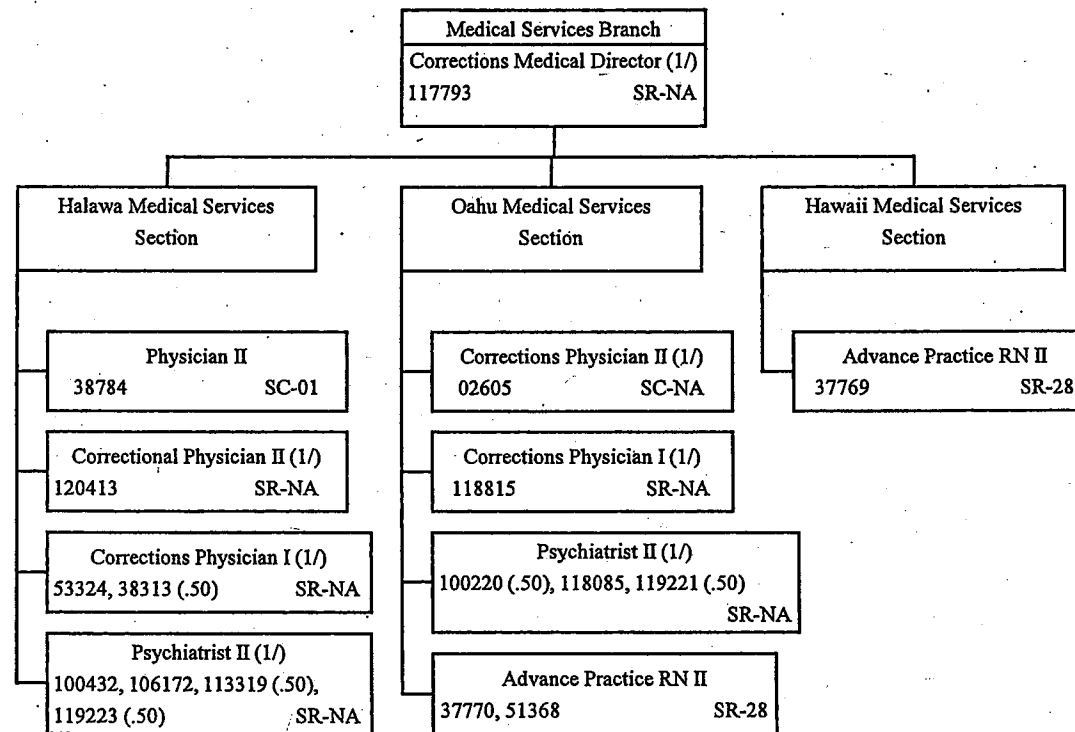 Medical Services Branch
Corrections Medical Director (1/)
117793 SR-NA
Halawa Medical Services
Section
Physician II
38784 SC-01
Correctional Physician II (1/)
120413 SR-NA
Corrections Physician I (1/)
53324, 38313 (.50) SR-NA
Psychiatrist II (1/)
100432, 106172, 113319 (.50),
119223 (.50) SR-NA
Oahu Medical Services
Section
Corrections Physician II (1/)
02605 SC-NA
Corrections Physician I (1/)
118815 SR-NA
Psychiatrist II (1/)
100220 (.50), 118085, 119221 (.50)
SR-NA
Advance Practice RN II
37770, 51368 SR-28
Hawaii Medical Services
Section
Advance Practice RN II
37769 SR-28